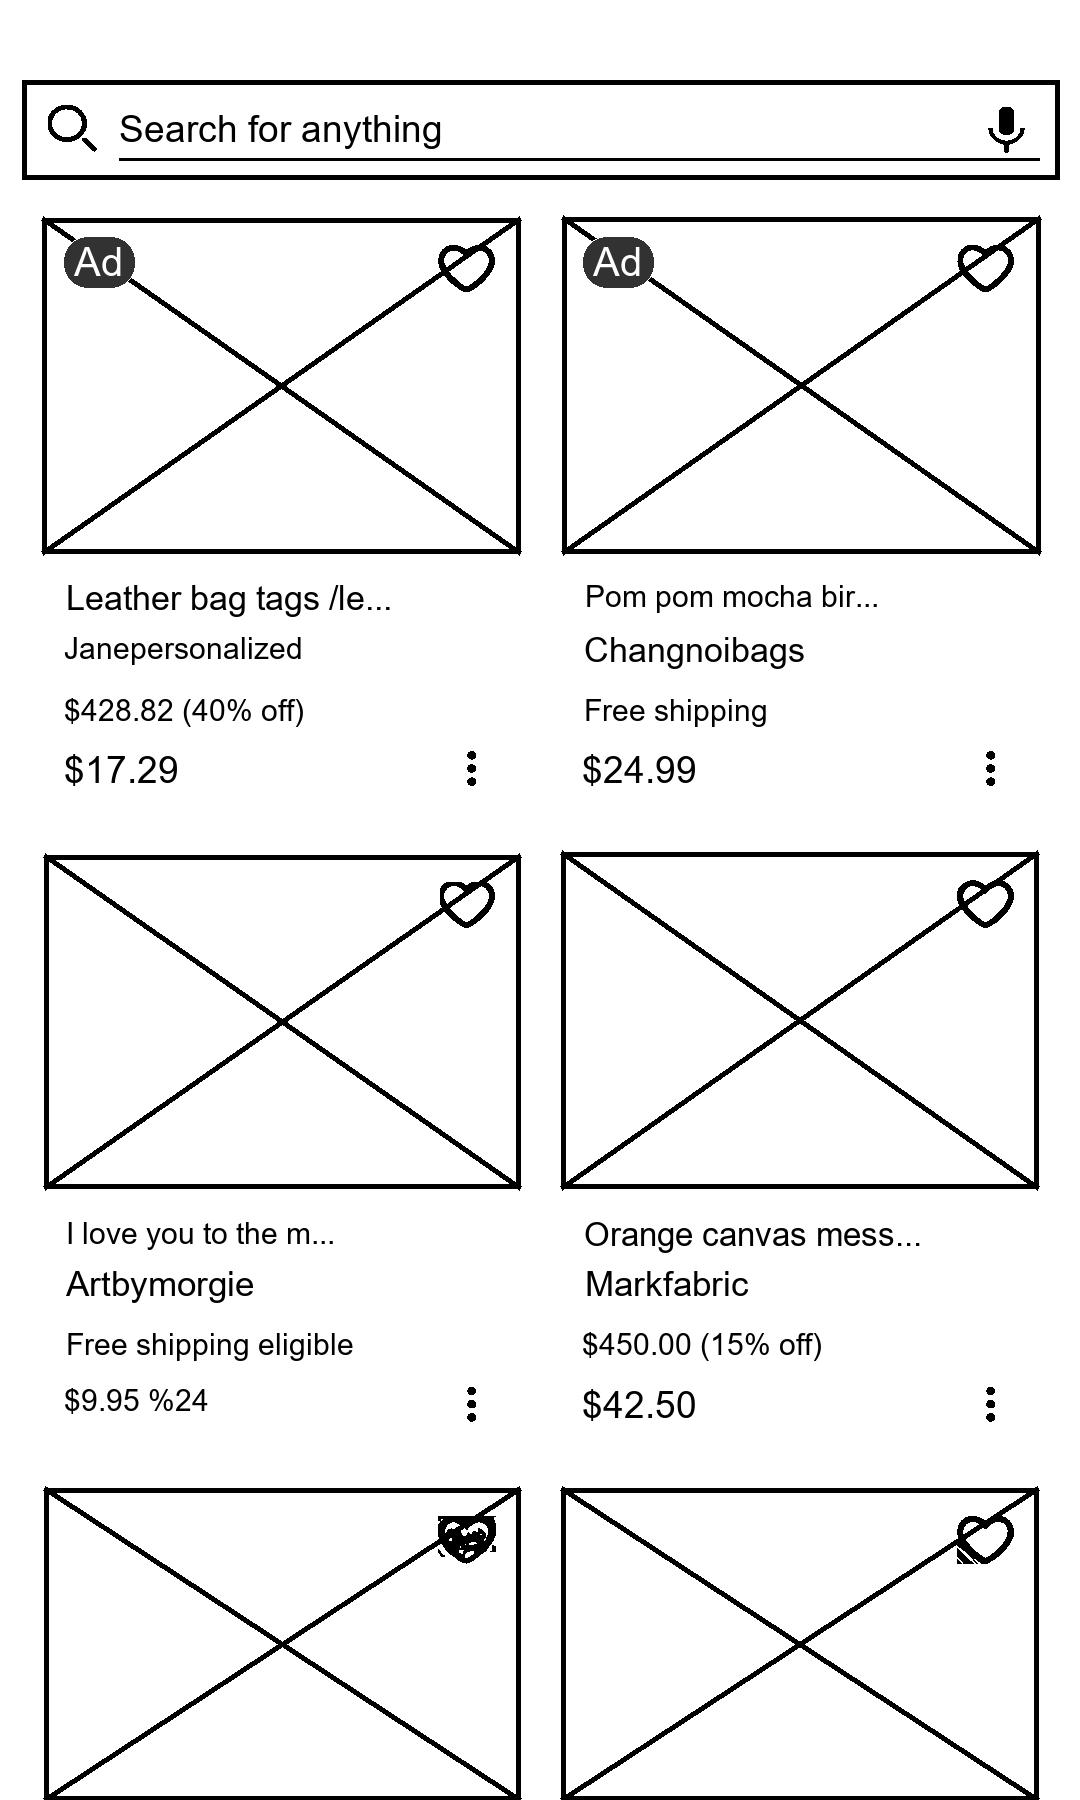 Search for anything
Ad
Ad
Leather bag tags /le...
Janepersonalized
$428.82 (40% off)
$17.29
Pom pom mocha bir...
Changnoibags
Free shipping
$24.99
I love you to the m...
Artbymorgie
Free shipping eligible
$9.95 %24
Orange canvas mess...
Markfabric
$450.00 (15% off)
$42.50